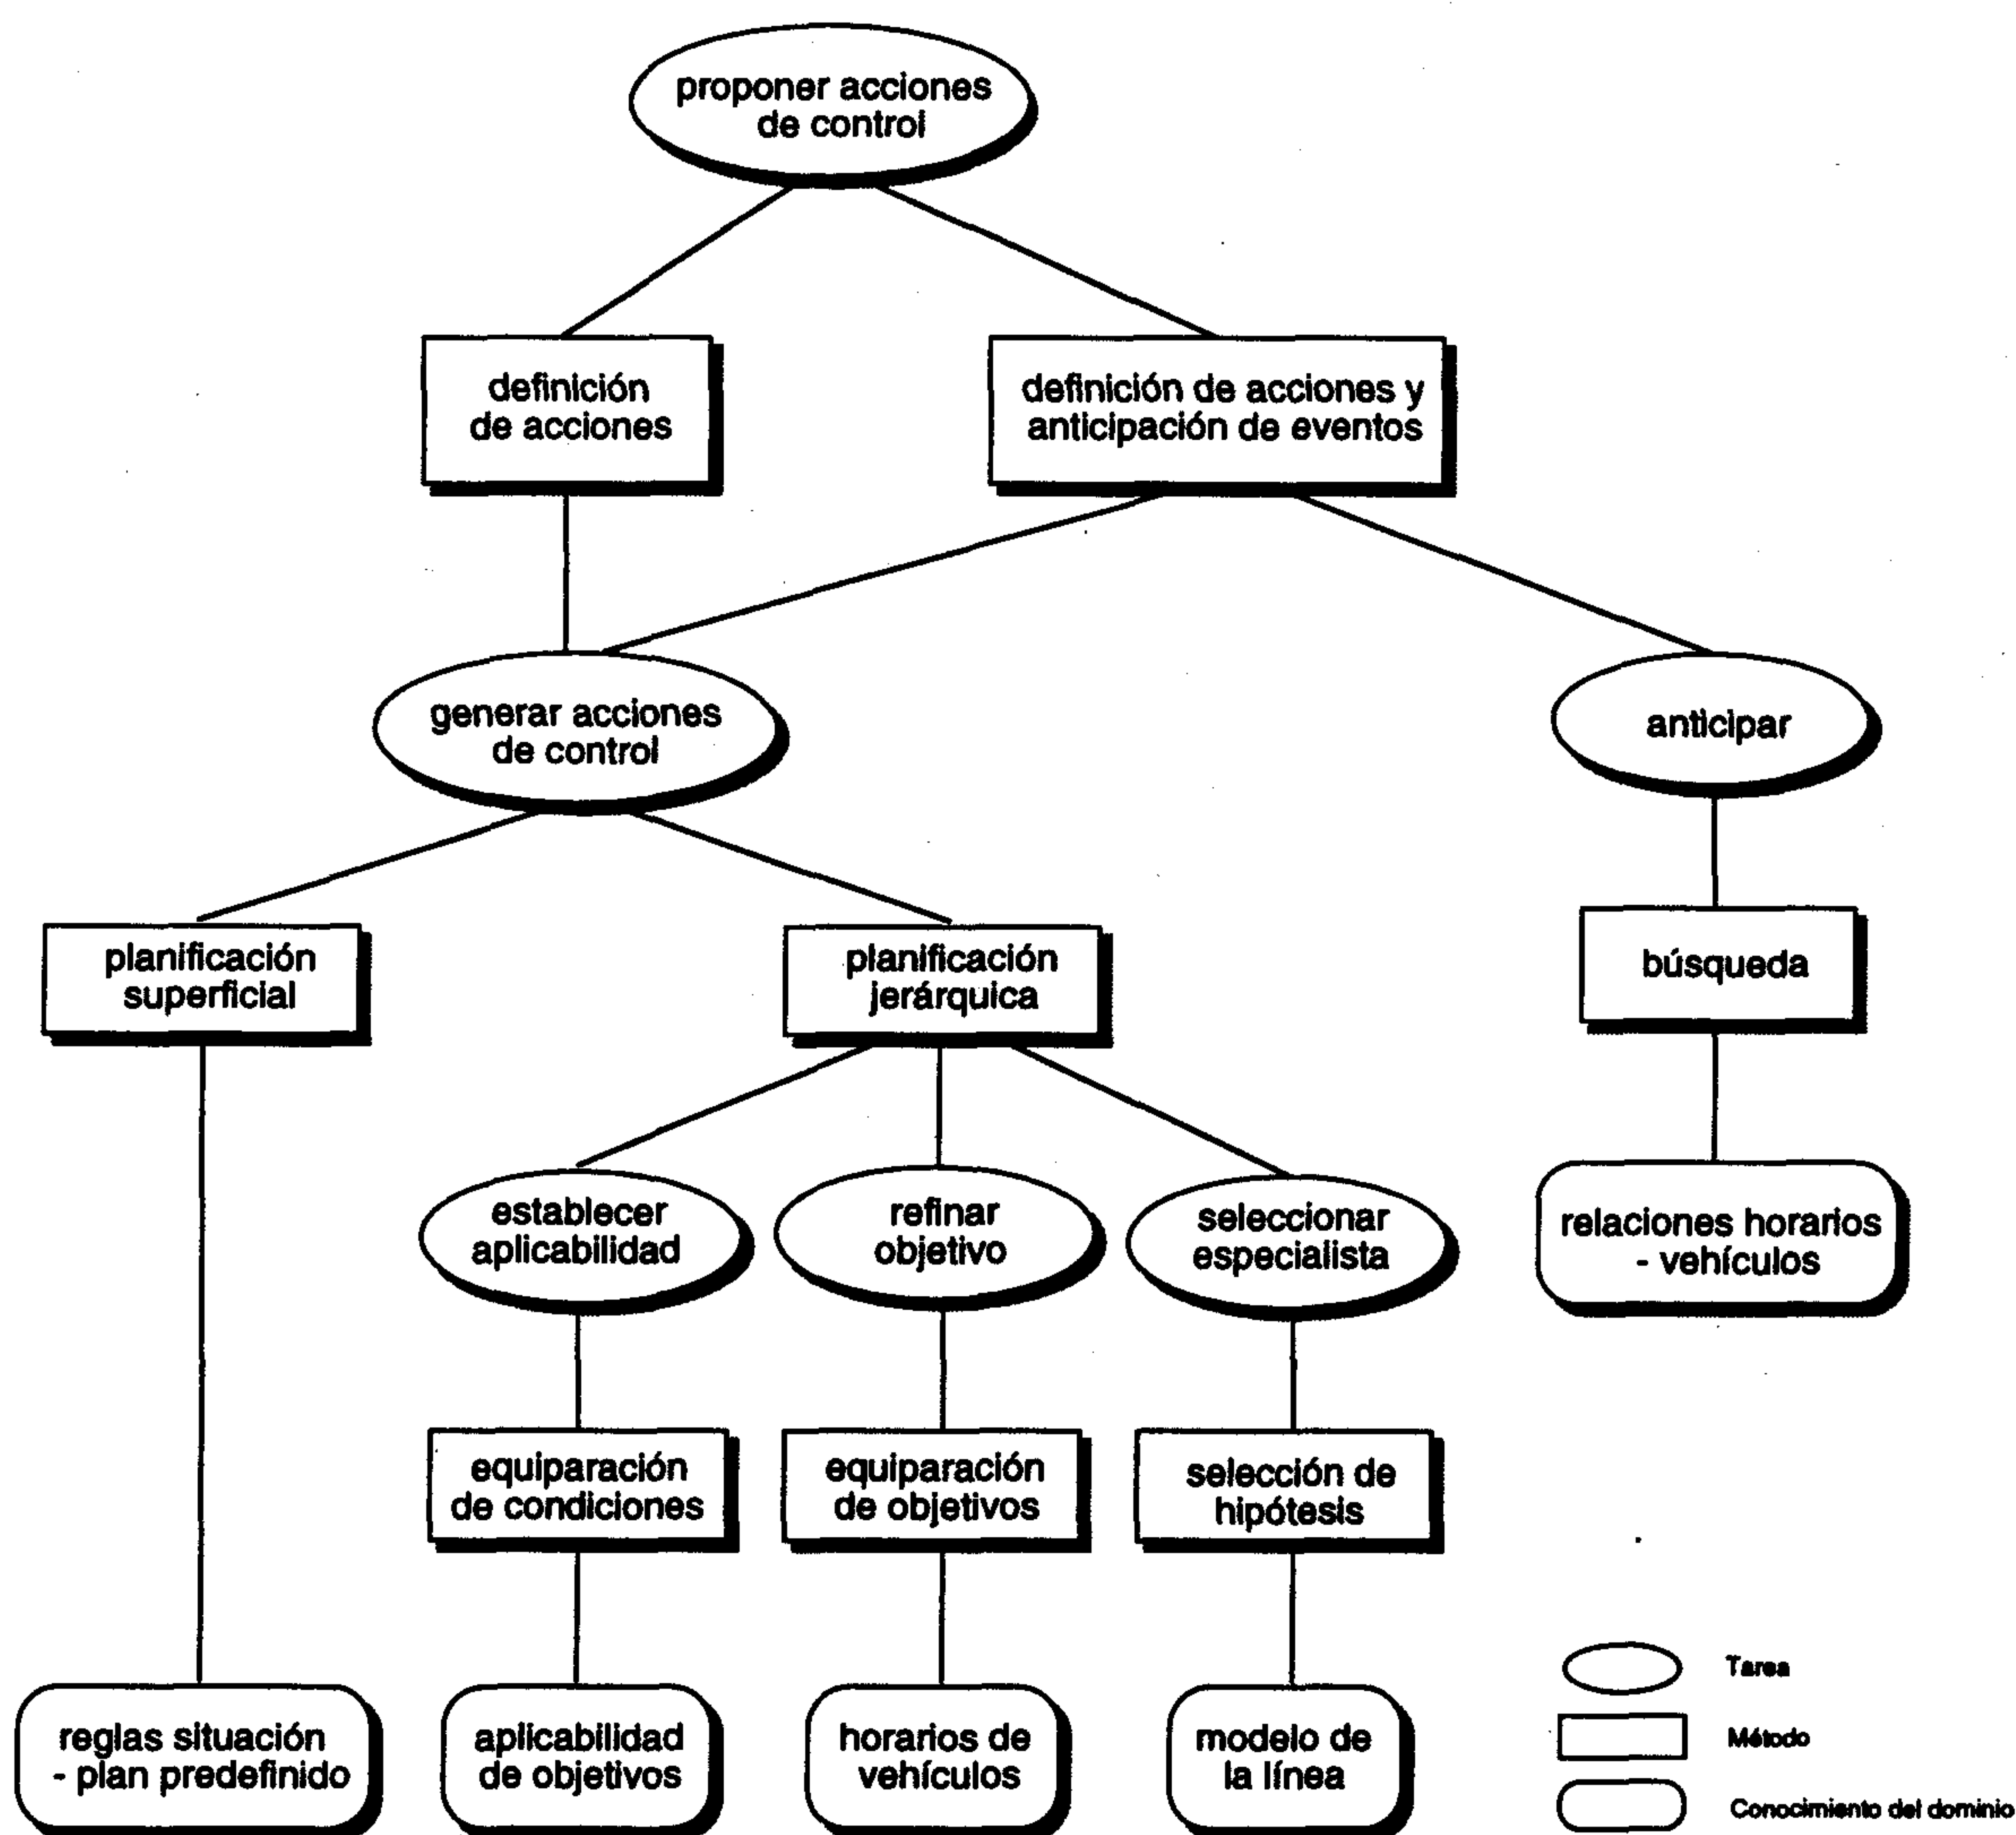 proponer acciones
de control
definición
de acciones
definición de acciones y
anticipación de eventos
generar acciones
de control
anticipar
planificación
superficial
planificación
jerárquica
búsqueda
establecer
aplicabilidad
refinar
objetivo
seleccionar
especialista
relaciones horarios
- vehículos
equiparación
de condiciones
equiparación
de objetivos
selección de
hipótesis
reglas situación
- plan predefinido
aplicabilidad
de objetivos
horarios de
vehículos
modelo de
la línea
Tarea
Método
Conocimiento del dominio